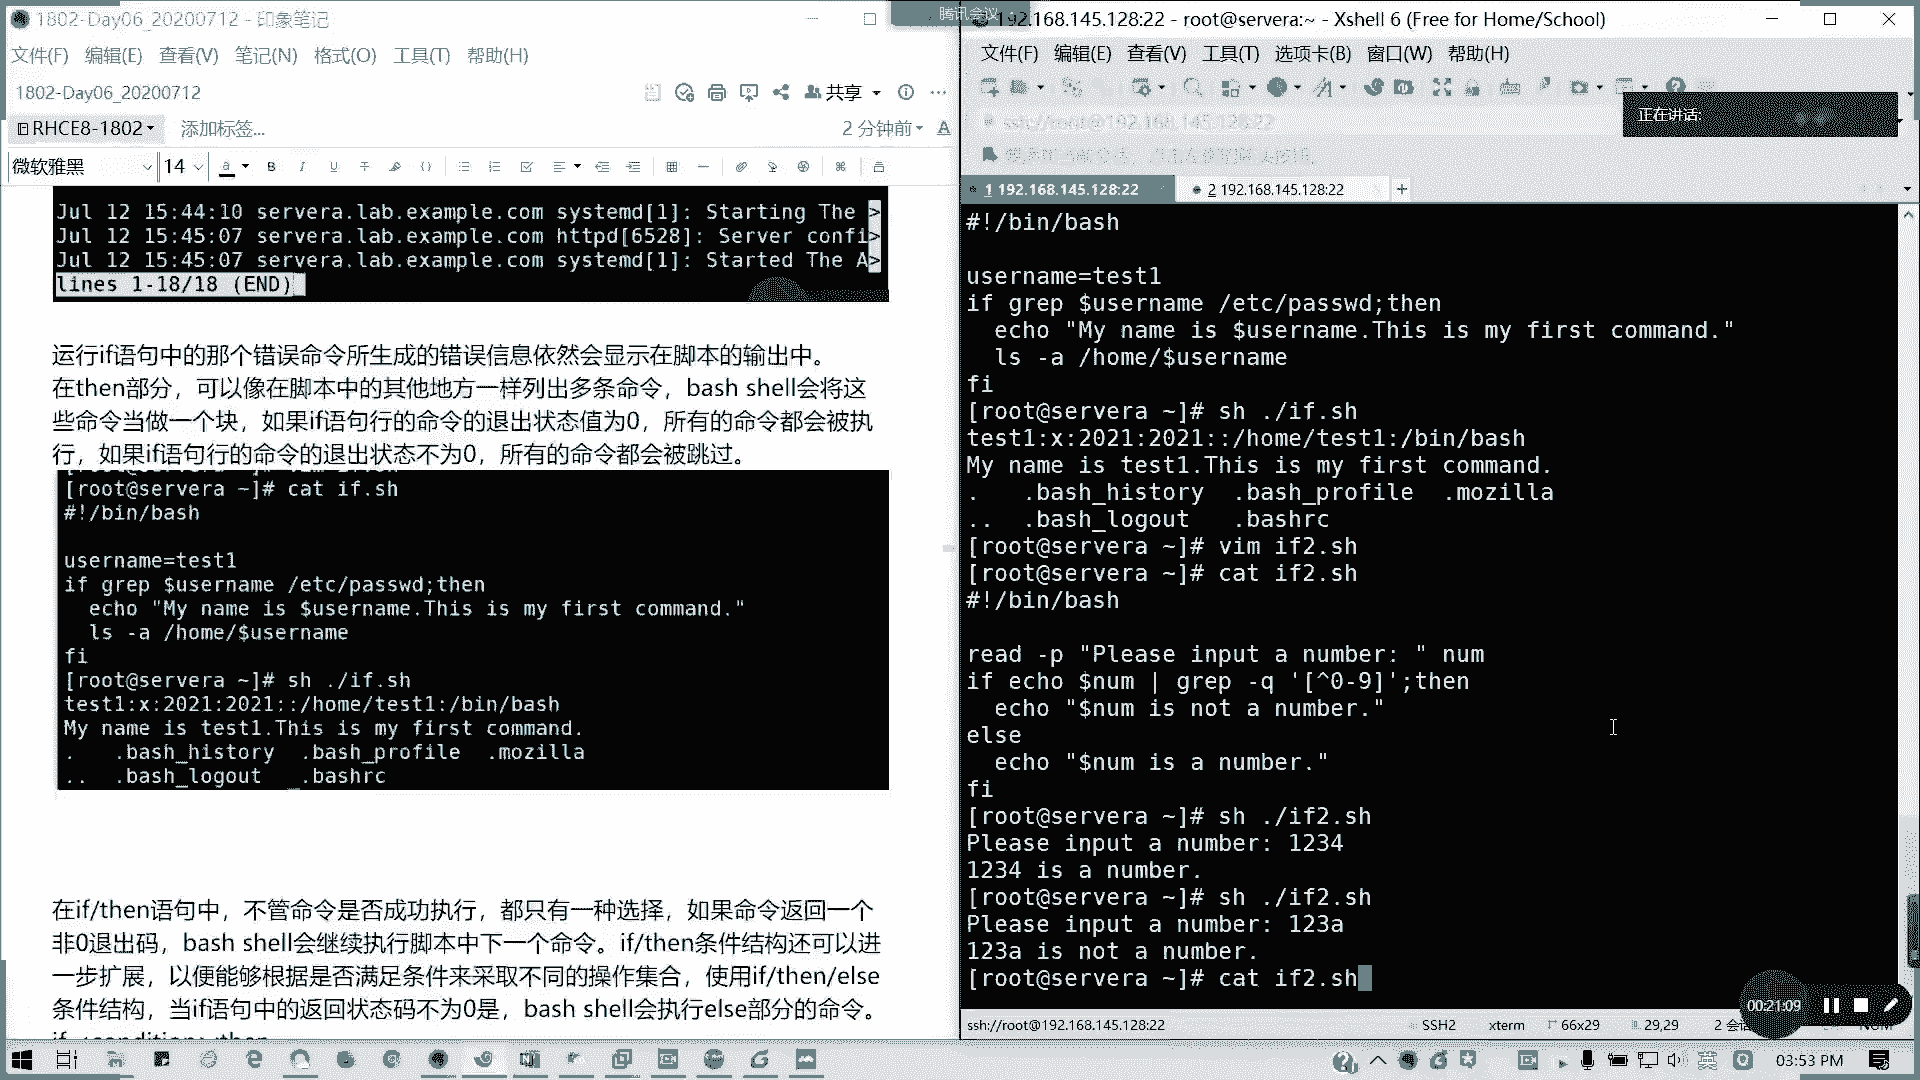 1802-Day06_20200712 - 印象笔记
文件(F) 编辑(E) 查看(V) 笔记(N) 格式(O) 工具(T) 帮助(H)
1802-Day06_20200712
共享
RHCE8-1802
添加标签...
2 分钟前
微软雅黑 14
Jul 12 15:44:10 servera.lab.example.com systemd[1]: Starting The >
Jul 12 15:45:07 servera.lab.example.com httpd[6528]: Server confi>
Jul 12 15:45:07 servera.lab.example.com systemd[1]: Started The A>
lines 1-18/18 (END)
运行if语句中的那个错误命令所生成的错误信息依然会显示在脚本的输出中。
在then部分，可以像在脚本中的其他地方一样列出多条命令，bash shell会将这
些命令当做一个块，如果if语句行的命令的退出状态值为0，所有的命令都会被执
行，如果if语句行的命令的退出状态不为0，所有的命令都会被跳过。
[root@servera ~]# cat if.sh
#!/bin/bash
username=test1
if grep $username /etc/passwd;then
echo "My name is $username.This is my first command."
ls -a /home/$username
fi
[root@servera ~]# sh ./if.sh
test1:x:2021:2021::/home/test1:/bin/bash
My name is test1.This is my first command.
. .bash_history .bash_profile .mozilla
.. .bash_logout .bashrc
在if/then语句中，不管命令是否成功执行，都只有一种选择，如果命令返回一个
非0退出码，bash shell会继续执行脚本中下一个命令。if/then条件结构还可以进
一步扩展，以便能够根据是否满足条件来采取不同的操作集合，使用if/then/else
条件结构，当if语句中的返回状态码不为0是，bash shell会执行else部分的命令。
腾讯会议
192.168.145.128:22 - root@servera:~ - Xshell 6 (Free for Home/School)
文件(F) 编辑(E) 查看(V) 工具(T) 选项卡(B) 窗口(W) 帮助(H)
正在讲话:
ssh://root@192.168.145.128:22
1 192.168.145.128:22
2 192.168.145.128:22
#!/bin/bash
username=test1
if grep $username /etc/passwd;then
echo "My name is $username.This is my first command."
ls -a /home/$username
fi
[root@servera ~]# sh ./if.sh
test1:x:2021:2021::/home/test1:/bin/bash
My name is test1.This is my first command.
. .bash_history .bash_profile .mozilla
.. .bash_logout .bashrc
[root@servera ~]# vim if2.sh
[root@servera ~]# cat if2.sh
#!/bin/bash
read -p "Please input a number: " num
if echo $num | grep -q '[^0-9]';then
echo "$num is not a number."
else
echo "$num is a number."
fi
[root@servera ~]# sh ./if2.sh
Please input a number: 1234
1234 is a number.
[root@servera ~]# sh ./if2.sh
Please input a number: 123a
123a is not a number.
[root@servera ~]# cat if2.sh
00:21:09
ssh://root@192.168.145.128:22 SSH2 xterm 66x29 29,29
英
03:53 PM